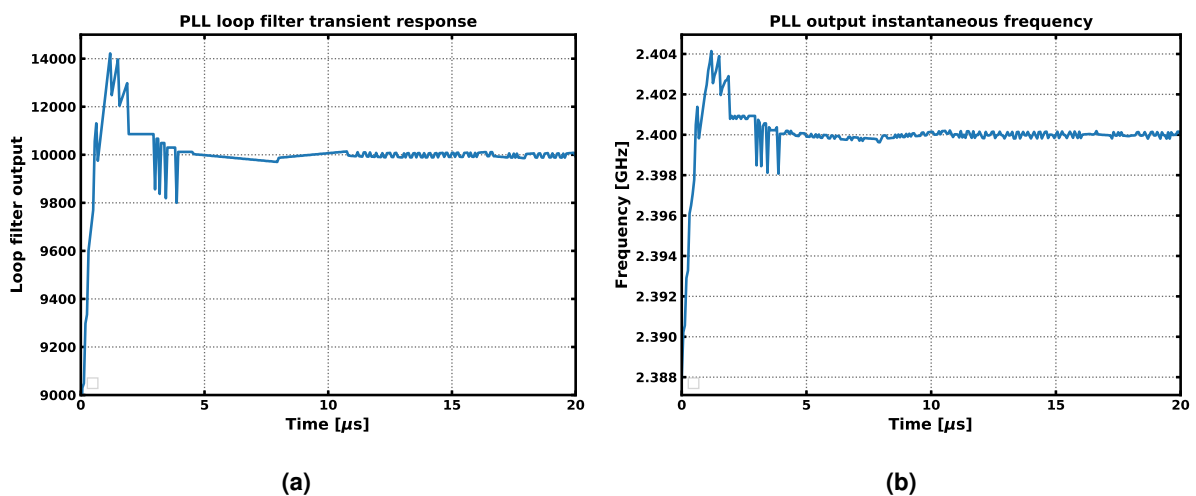 PLL loop filter transient response
Loop filter output
14000
12000
10000
9800
9600
9400
9200
9000
0 5 10 15 20
Time [μs]
(a)
PLL output instantaneous frequency
Frequency [GHz]
2.404
2.402
2.400
2.398
2.396
2.394
2.392
2.390
2.388
0 5 10 15 20
Time [μs]
(b)